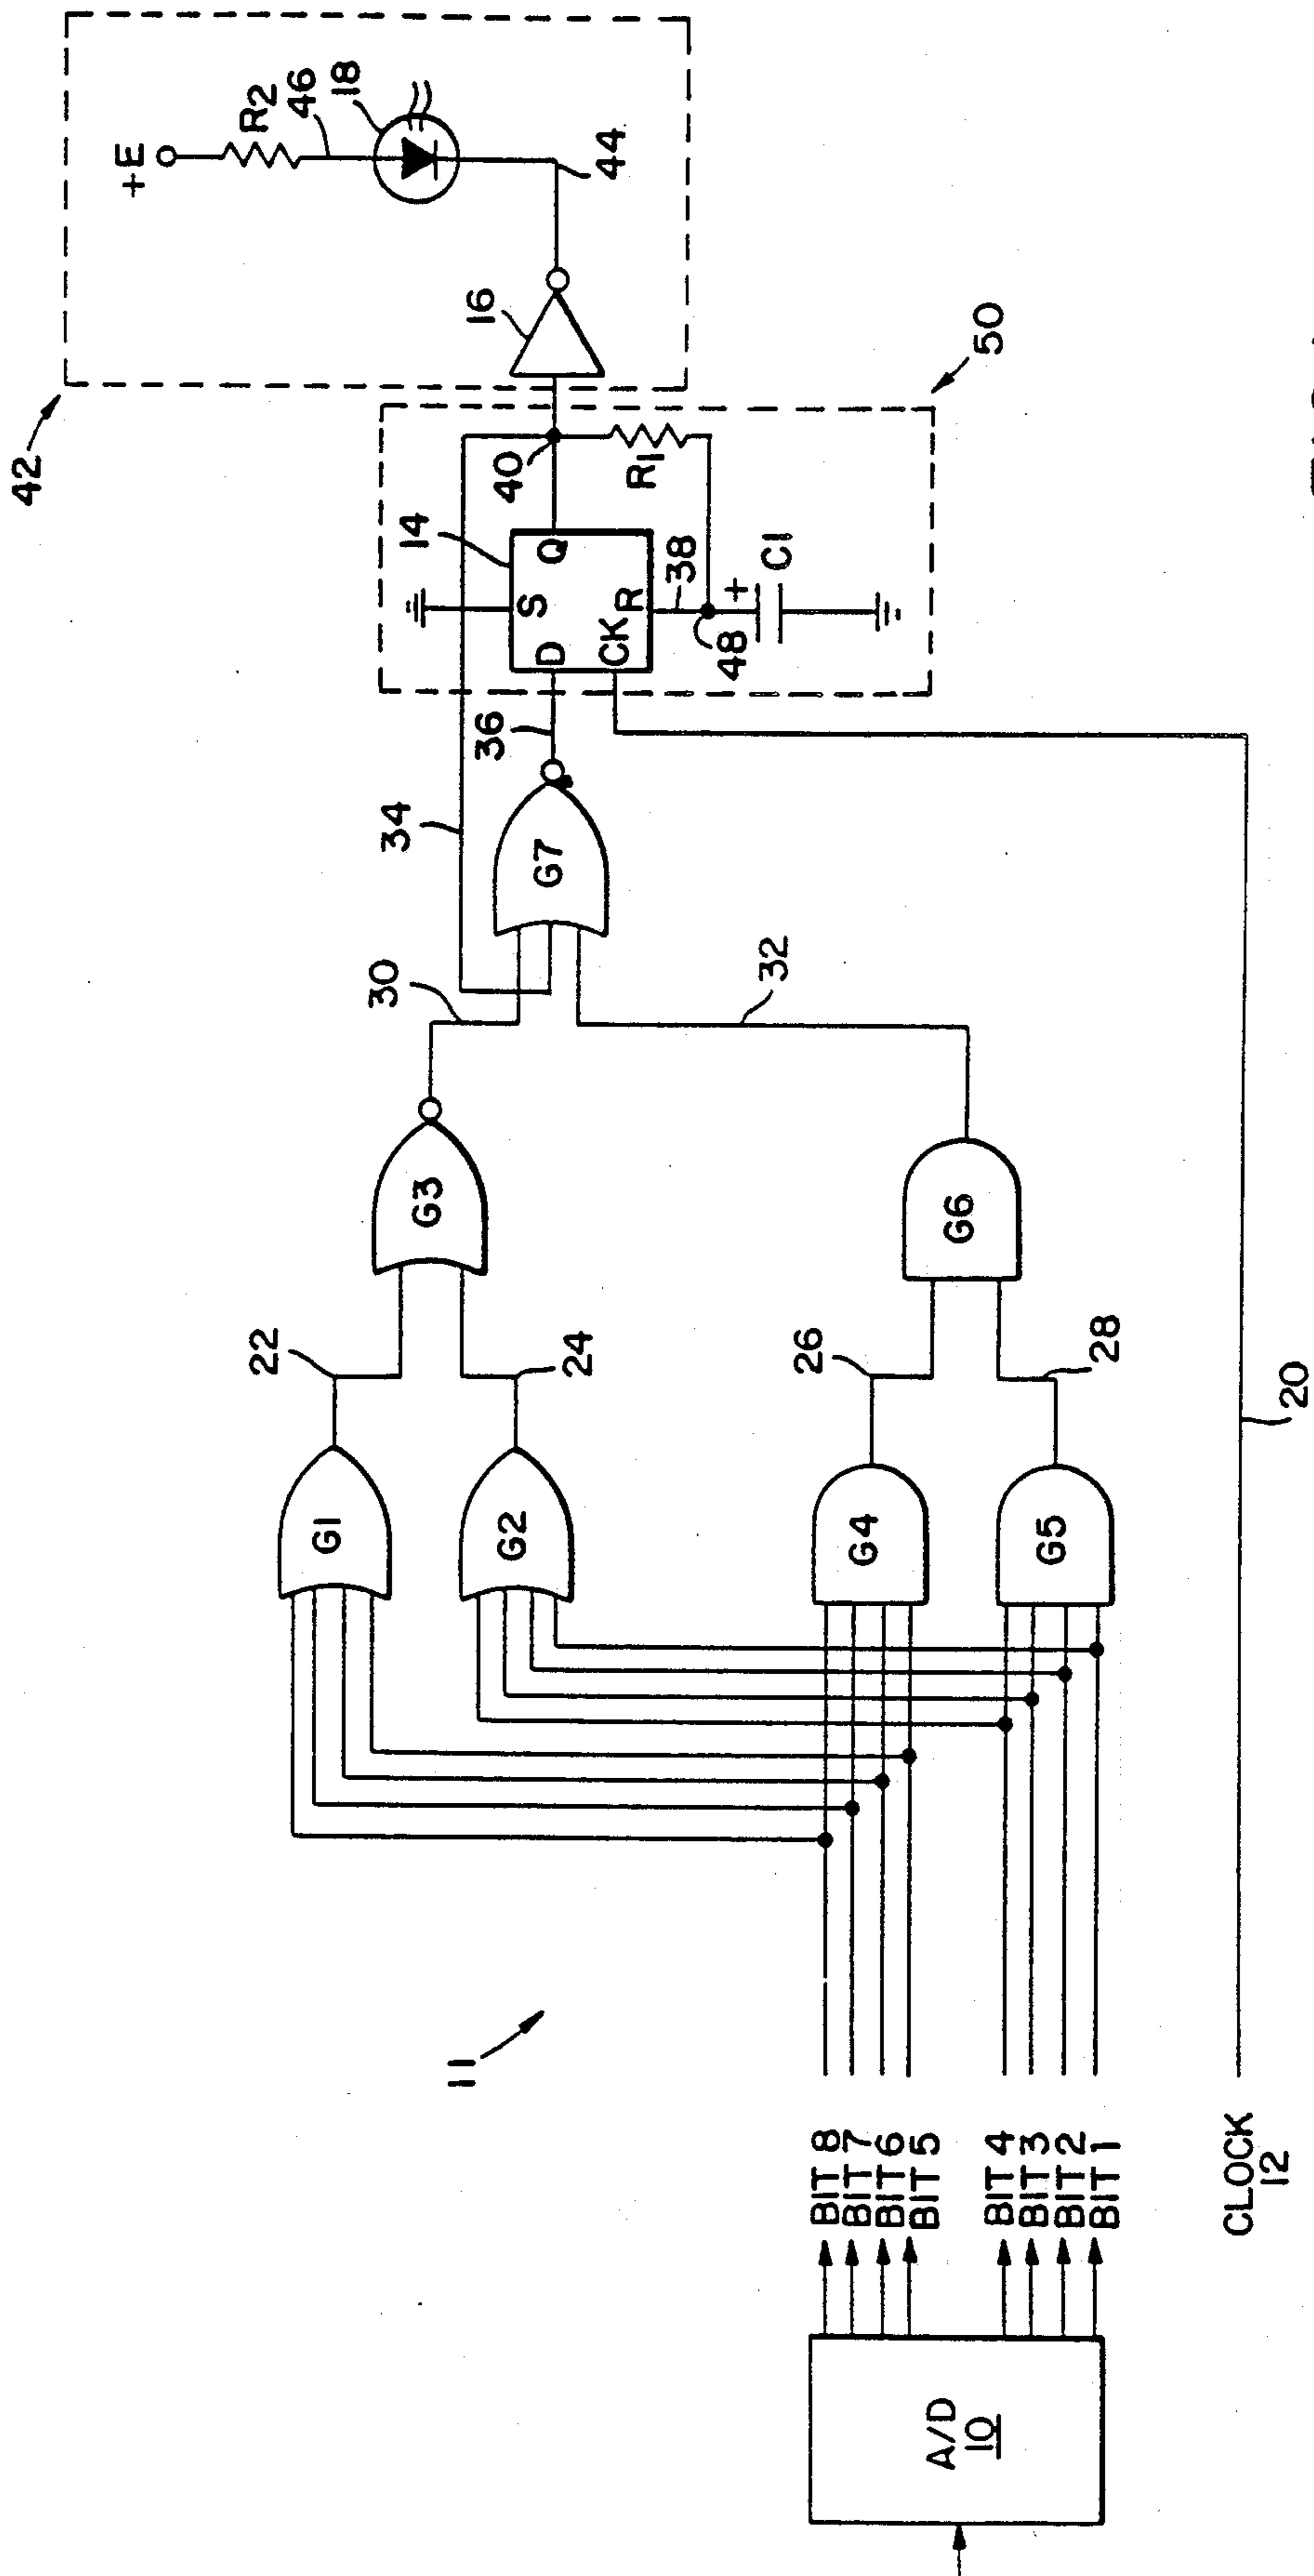 42
+E
R2
46
18
44
16
50
14
S
D
Q
CK
R
40
R1
38
48
+
C1
34
36
G7
30
32
G3
G6
22
24
26
28
G1
G2
G4
G5
20
11
BIT 8
BIT 7
BIT 6
BIT 5
BIT 4
BIT 3
BIT 2
BIT 1
CLOCK
12
A/D
10